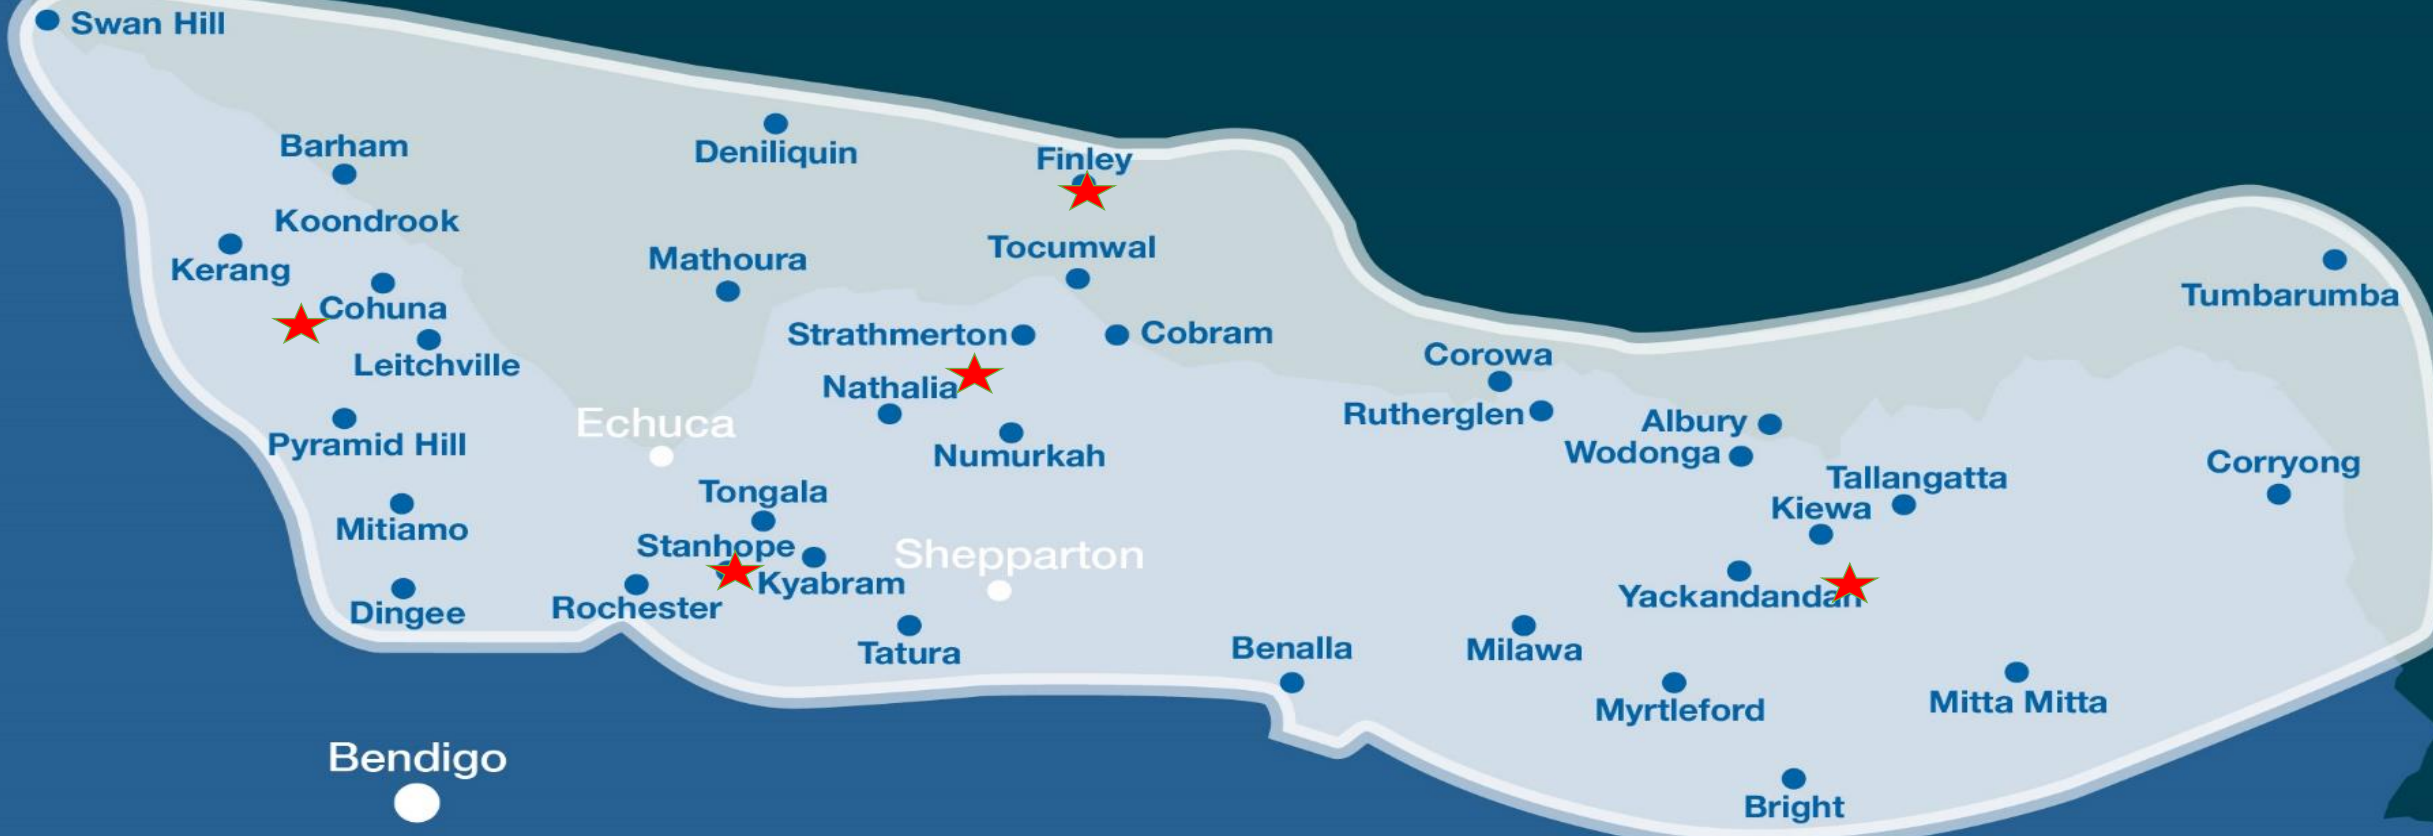 Swan Hill
Barham
Deniliquin
Finley
Koondrook
Kerang
Mathoura
Tocumwal
Tumbarumba
Cohuna
Strathmerton
Cobram
Leitchville
Corowa
Nathalia
Rutherglen
Albury
Echuca
Pyramid Hill
Numurkah
Wodonga
Corryong
Tallangatta
Tongala
Kiewa
Mitiamo
Stanhope
Shepparton
Kyabram
Yackandandah
Dingee
Rochester
Tatura
Benalla
Milawa
Myrtleford
Mitta Mitta
Bendigo
Bright